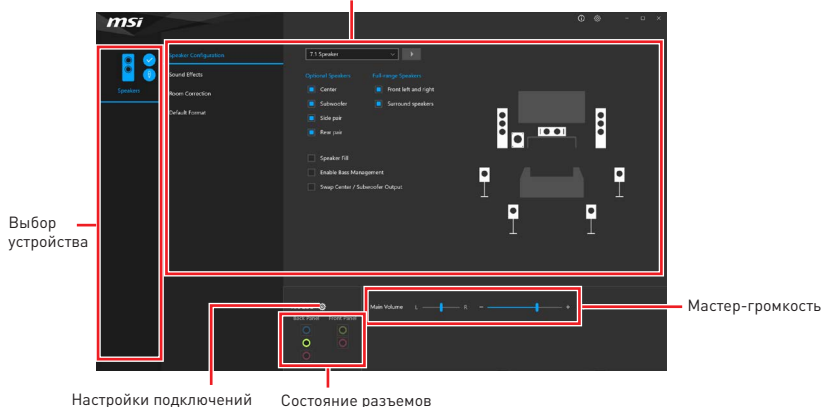 msi
Speakers
Speaker Configuration
Sound Effects
Room Correction
Default Format
7.1 Speaker
Optional Speakers
Full-range Speakers
Center
Front left and right
Subwoofer
Surround speakers
Side pair
Rear pair
Speaker Fill
Enable Bass Management
Swap Center / Subwoofer Output
Выбор
устройства
Main Volume
L
R
− +
Back Panel
Front Panel
Мастер-громкость
Настройки подключений
Состояние разъемов